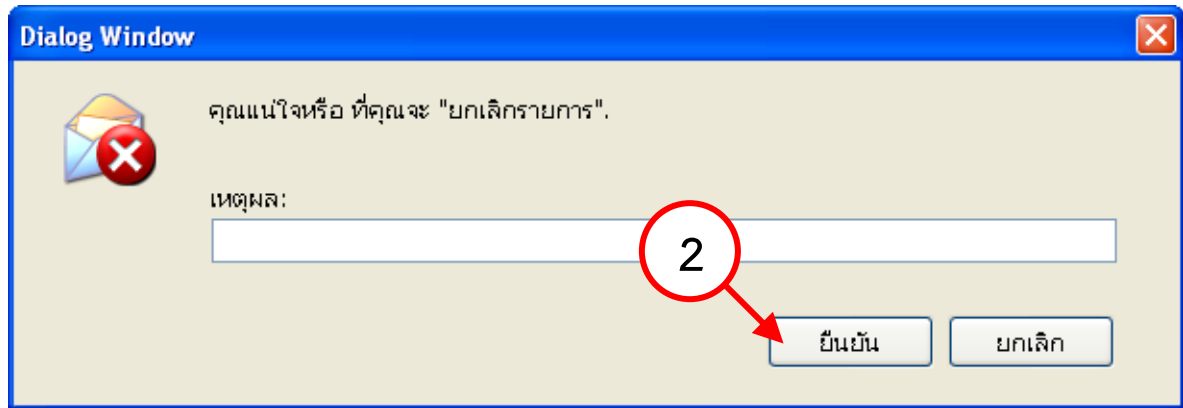 Dialog Window
คุณแน่ใจหรือ ที่คุณจะ "ยกเลิกรายการ".
เหตุผล:
2
ยืนยัน
ยกเลิก